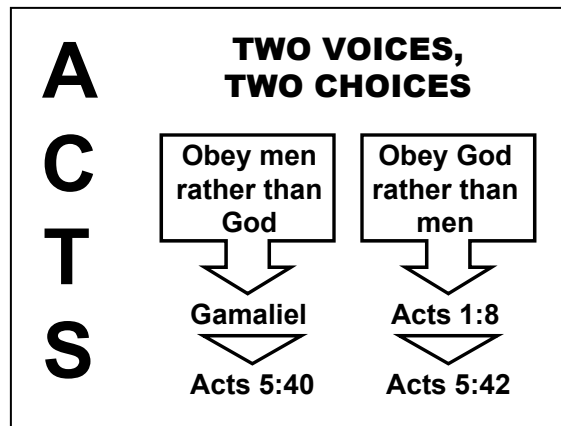 A
C
T
S
TWO VOICES,
TWO CHOICES
Obey men
rather than
God
Gamaliel
Acts 5:40
Obey God
rather than
men
Acts 1:8
Acts 5:42